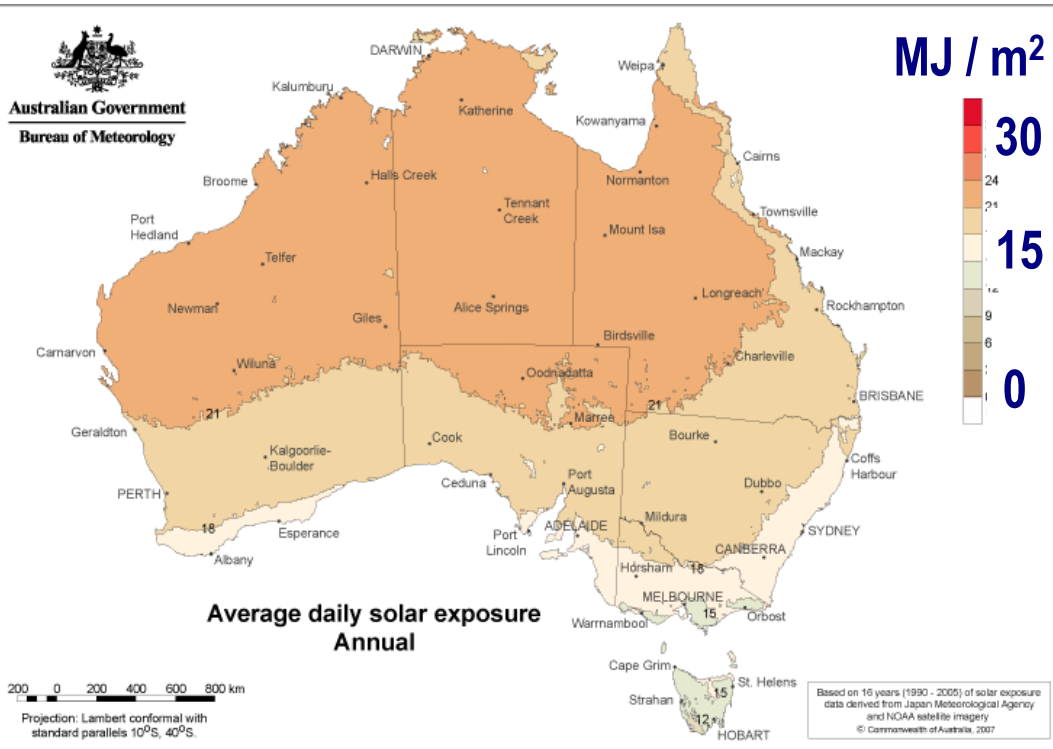 Australian Government
Bureau of Meteorology
MJ / m²
30
24
21
15
9
6
0
DARWIN
Weipa
Kalumburu
Katherine
Kowanyama
Cairns
Broome
Halls Creek
Normanton
Tennant
Creek
Townsville
Port
Hedland
Mount Isa
Mackay
Telfer
Newman
Alice Springs
Longreach
Rockhampton
Giles
Birdsville
Carnarvon
Wiluna
Charleville
Oodnadatta
21
21
BRISBANE
Marree
Geraldton
Cook
Bourke
Kalgoorlie-
Boulder
Coffs
Harbour
PERTH
Ceduna
Port
Augusta
Dubbo
18
Esperance
Mildura
SYDNEY
Port
Lincoln
ADELAIDE
CANBERRA
Albany
Horsham
18
MELBOURNE
15
Warrnambool
Orbost
Average daily solar exposure
Annual
Cape Grim
St. Helens
15
Strahan
12
HOBART
200 0 200 400 600 800 km
Projection: Lambert conformal with
standard parallels 10⁰S, 40⁰S.
Based on 16 years (1990 - 2005) of solar exposure
data derived from Japan Meteorological Agency
and NOAA satellite imagery
© Commonwealth of Australia, 2007